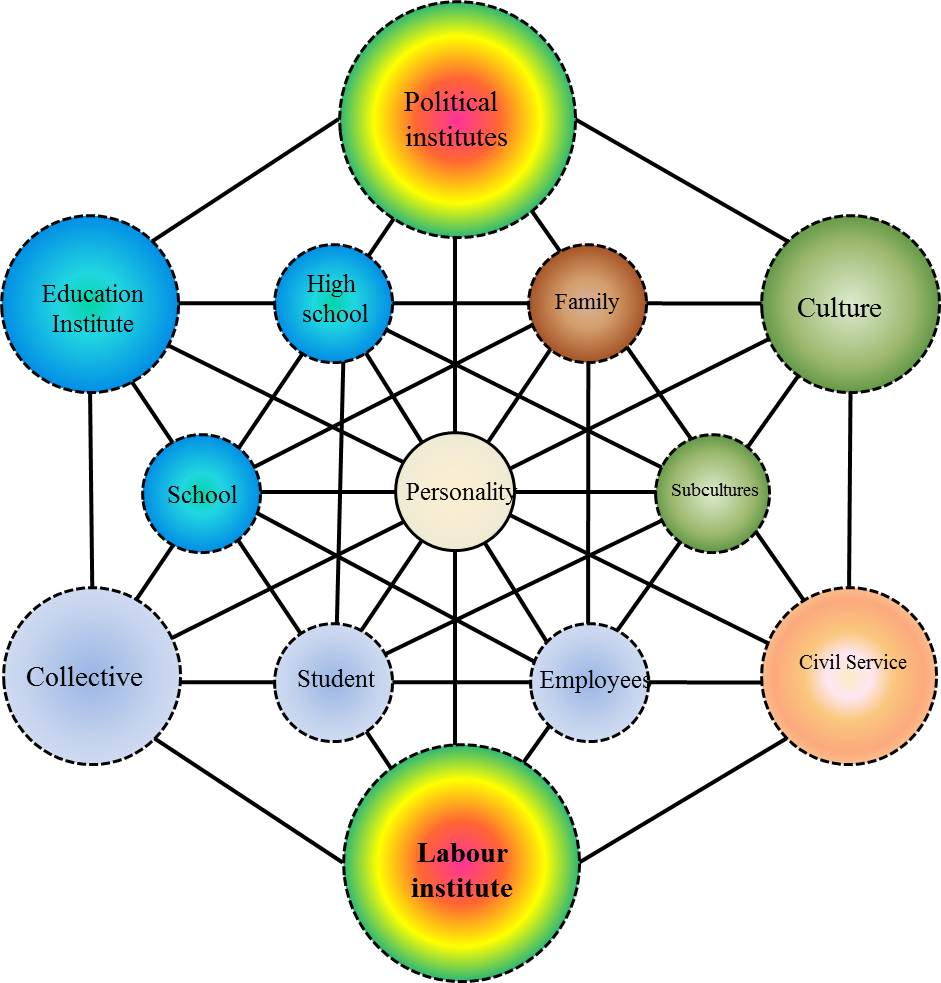 Political
institutes
Education
Institute
High
school
Family
Culture
School
Personality
Subcultures
Collective
Student
Employees
Civil Service
Labour
institute